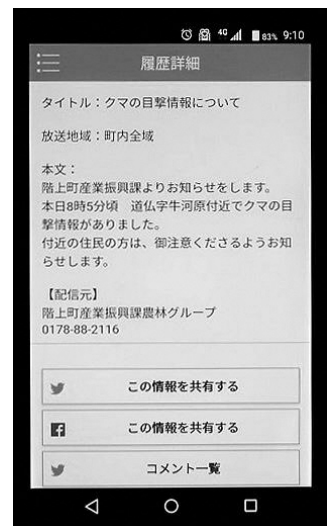 4G 83% 9:10
履歴詳細
タイトル：クマの目撃情報について
放送地域：町内全域
本文：
階上町産業振興課よりお知らせをします。
本日8時5分頃　道仏字牛河原付近でクマの目
撃情報がありました。
付近の住民の方は、御注意くださるようお知
らせします。
【配信元】
階上町産業振興課農林グループ
0178-88-2116
この情報を共有する
この情報を共有する
コメント一覧